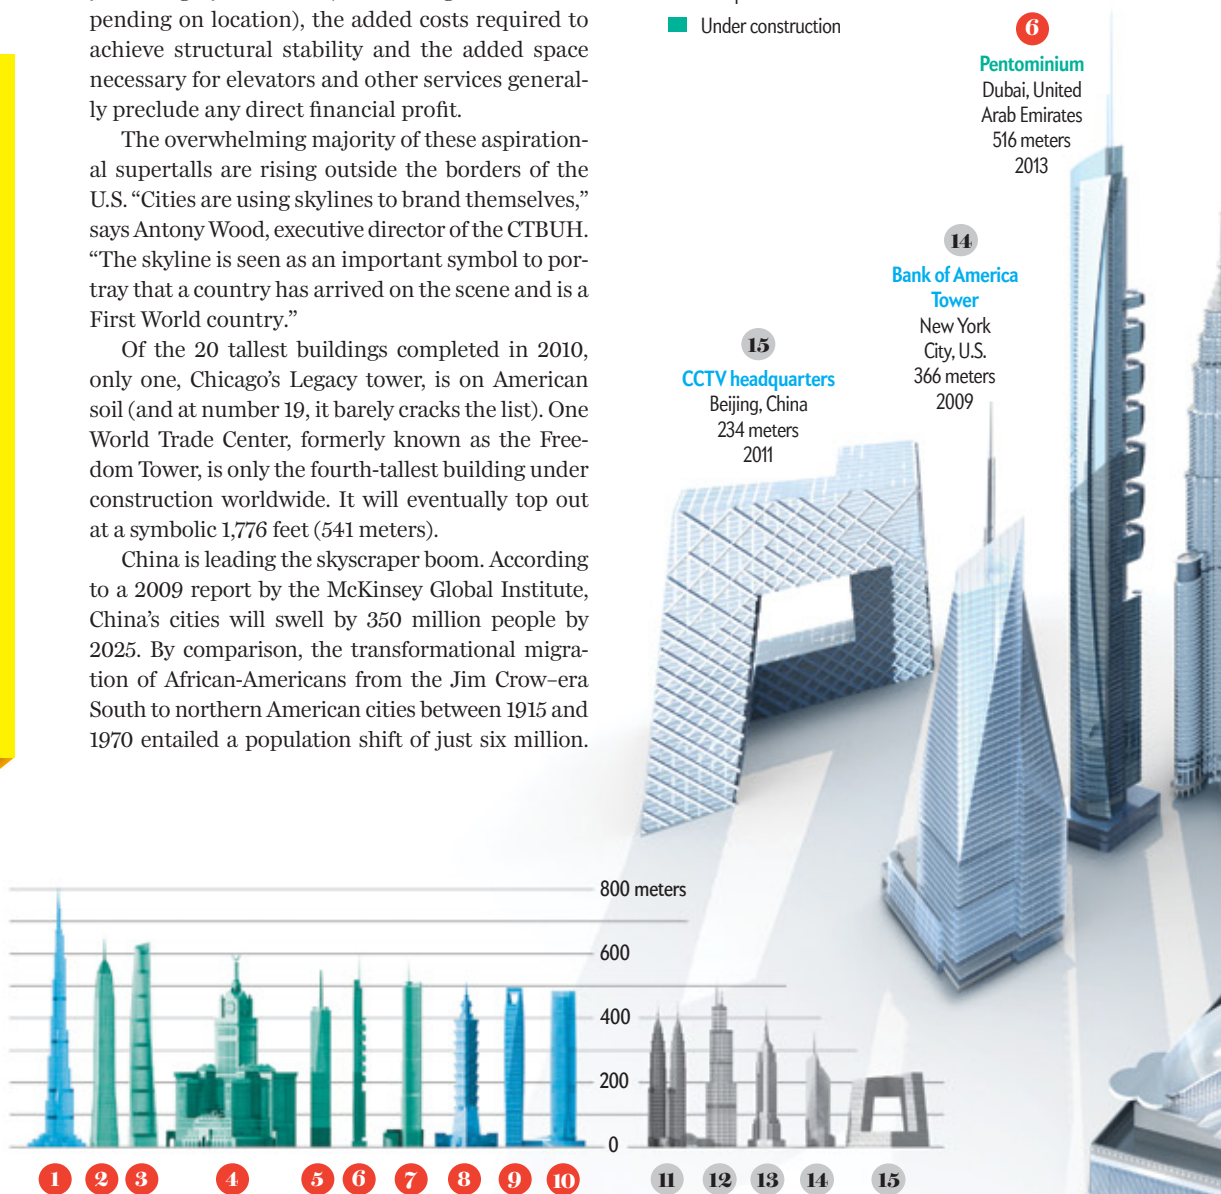 pending on location), the added costs required to
achieve structural stability and the added space
necessary for elevators and other services general-
ly preclude any direct financial profit.
The overwhelming majority of these aspiration-
al supertalls are rising outside the borders of the
U.S. “Cities are using skylines to brand themselves,”
says Antony Wood, executive director of the CTBUH.
“The skyline is seen as an important symbol to por-
tray that a country has arrived on the scene and is a
First World country.”
Of the 20 tallest buildings completed in 2010,
only one, Chicago’s Legacy tower, is on American
soil (and at number 19, it barely cracks the list). One
World Trade Center, formerly known as the Free-
dom Tower, is only the fourth-tallest building under
construction worldwide. It will eventually top out
at a symbolic 1,776 feet (541 meters).
China is leading the skyscraper boom. According
to a 2009 report by the McKinsey Global Institute,
China’s cities will swell by 350 million people by
2025. By comparison, the transformational migra-
tion of African-Americans from the Jim Crow–era
South to northern American cities between 1915 and
1970 entailed a population shift of just six million.
Under construction
6
Pentominium
Dubai, United
Arab Emirates
516 meters
2013
14
Bank of America
Tower
New York
City, U.S.
366 meters
2009
15
CCTV headquarters
Beijing, China
234 meters
2011
800 meters
600
400
200
0
1 2 3 4 5 6 7 8 9 10 11 12 13 14 15